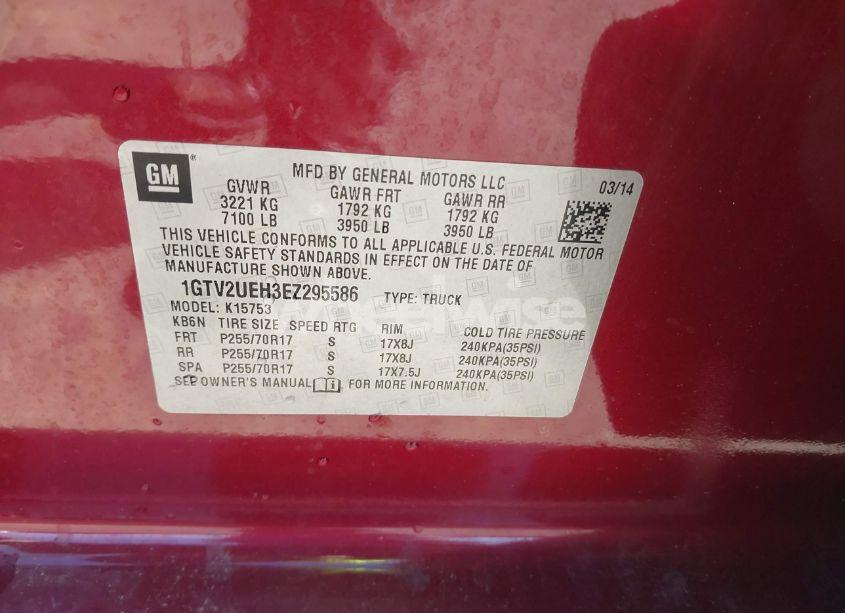 GM
MFD BY GENERAL MOTORS LLC
03/14
GVWR GAWR FRT GAWR RR
3221 KG 1792 KG 1792 KG
7100 LB 3950 LB 3950 LB
THIS VEHICLE CONFORMS TO ALL APPLICABLE U.S. FEDERAL MOTOR
VEHICLE SAFETY STANDARDS IN EFFECT ON THE DATE OF
MANUFACTURE SHOWN ABOVE.
1GTV2UEH3EZ295586 TYPE: TRUCK
MODEL: K15753
KB6N TIRE SIZE SPEED RTG RIM COLD TIRE PRESSURE
FRT P255/70R17 S 17X8J 240KPA(35PSI)
RR P255/70R17 S 17X8J 240KPA(35PSI)
SPA P255/70R17 S 17X7.5J 240KPA(35PSI)
SEE OWNER'S MANUAL FOR MORE INFORMATION.